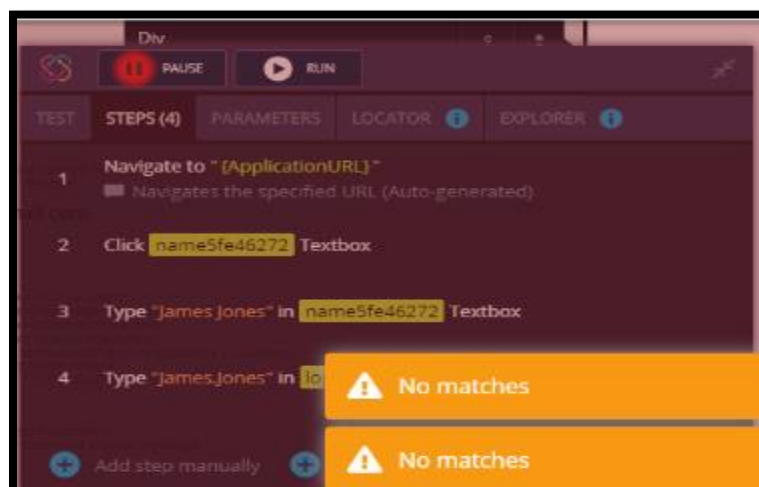 Div
PAUSE RUN
TEST STEPS (4) PARAMETERS LOCATOR EXPLORER
1 Navigate to "{ApplicationURL}"
Navigates the specified URL (Auto-generated)
2 Click name5fe46272 Textbox
3 Type "James Jones" in name5fe46272 Textbox
4 Type "James.Jones" in lo
No matches
Add step manually
No matches